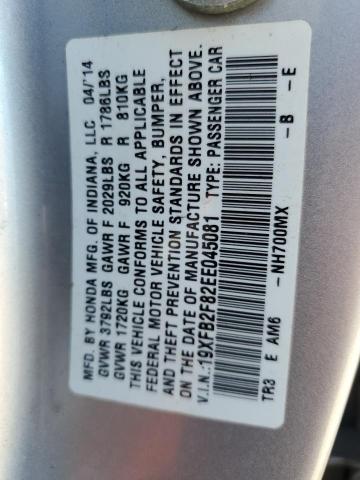 MFD. BY HONDA MFG. OF INDIANA, LLC 04/14
GVWR 3792LBS GAWR F 2029LBS R 1786LBS
GVWR 1720KG GAWR F 920KG R 810KG
THIS VEHICLE CONFORMS TO ALL APPLICABLE
FEDERAL MOTOR VEHICLE SAFETY, BUMPER,
AND THEFT PREVENTION STANDARDS IN EFFECT
ON THE DATE OF MANUFACTURE SHOWN ABOVE.
V.I.N.: 19XFB2F82EE045081 TYPE: PASSENGER CAR
TR3 E AM6 -NH700MIX -B -E